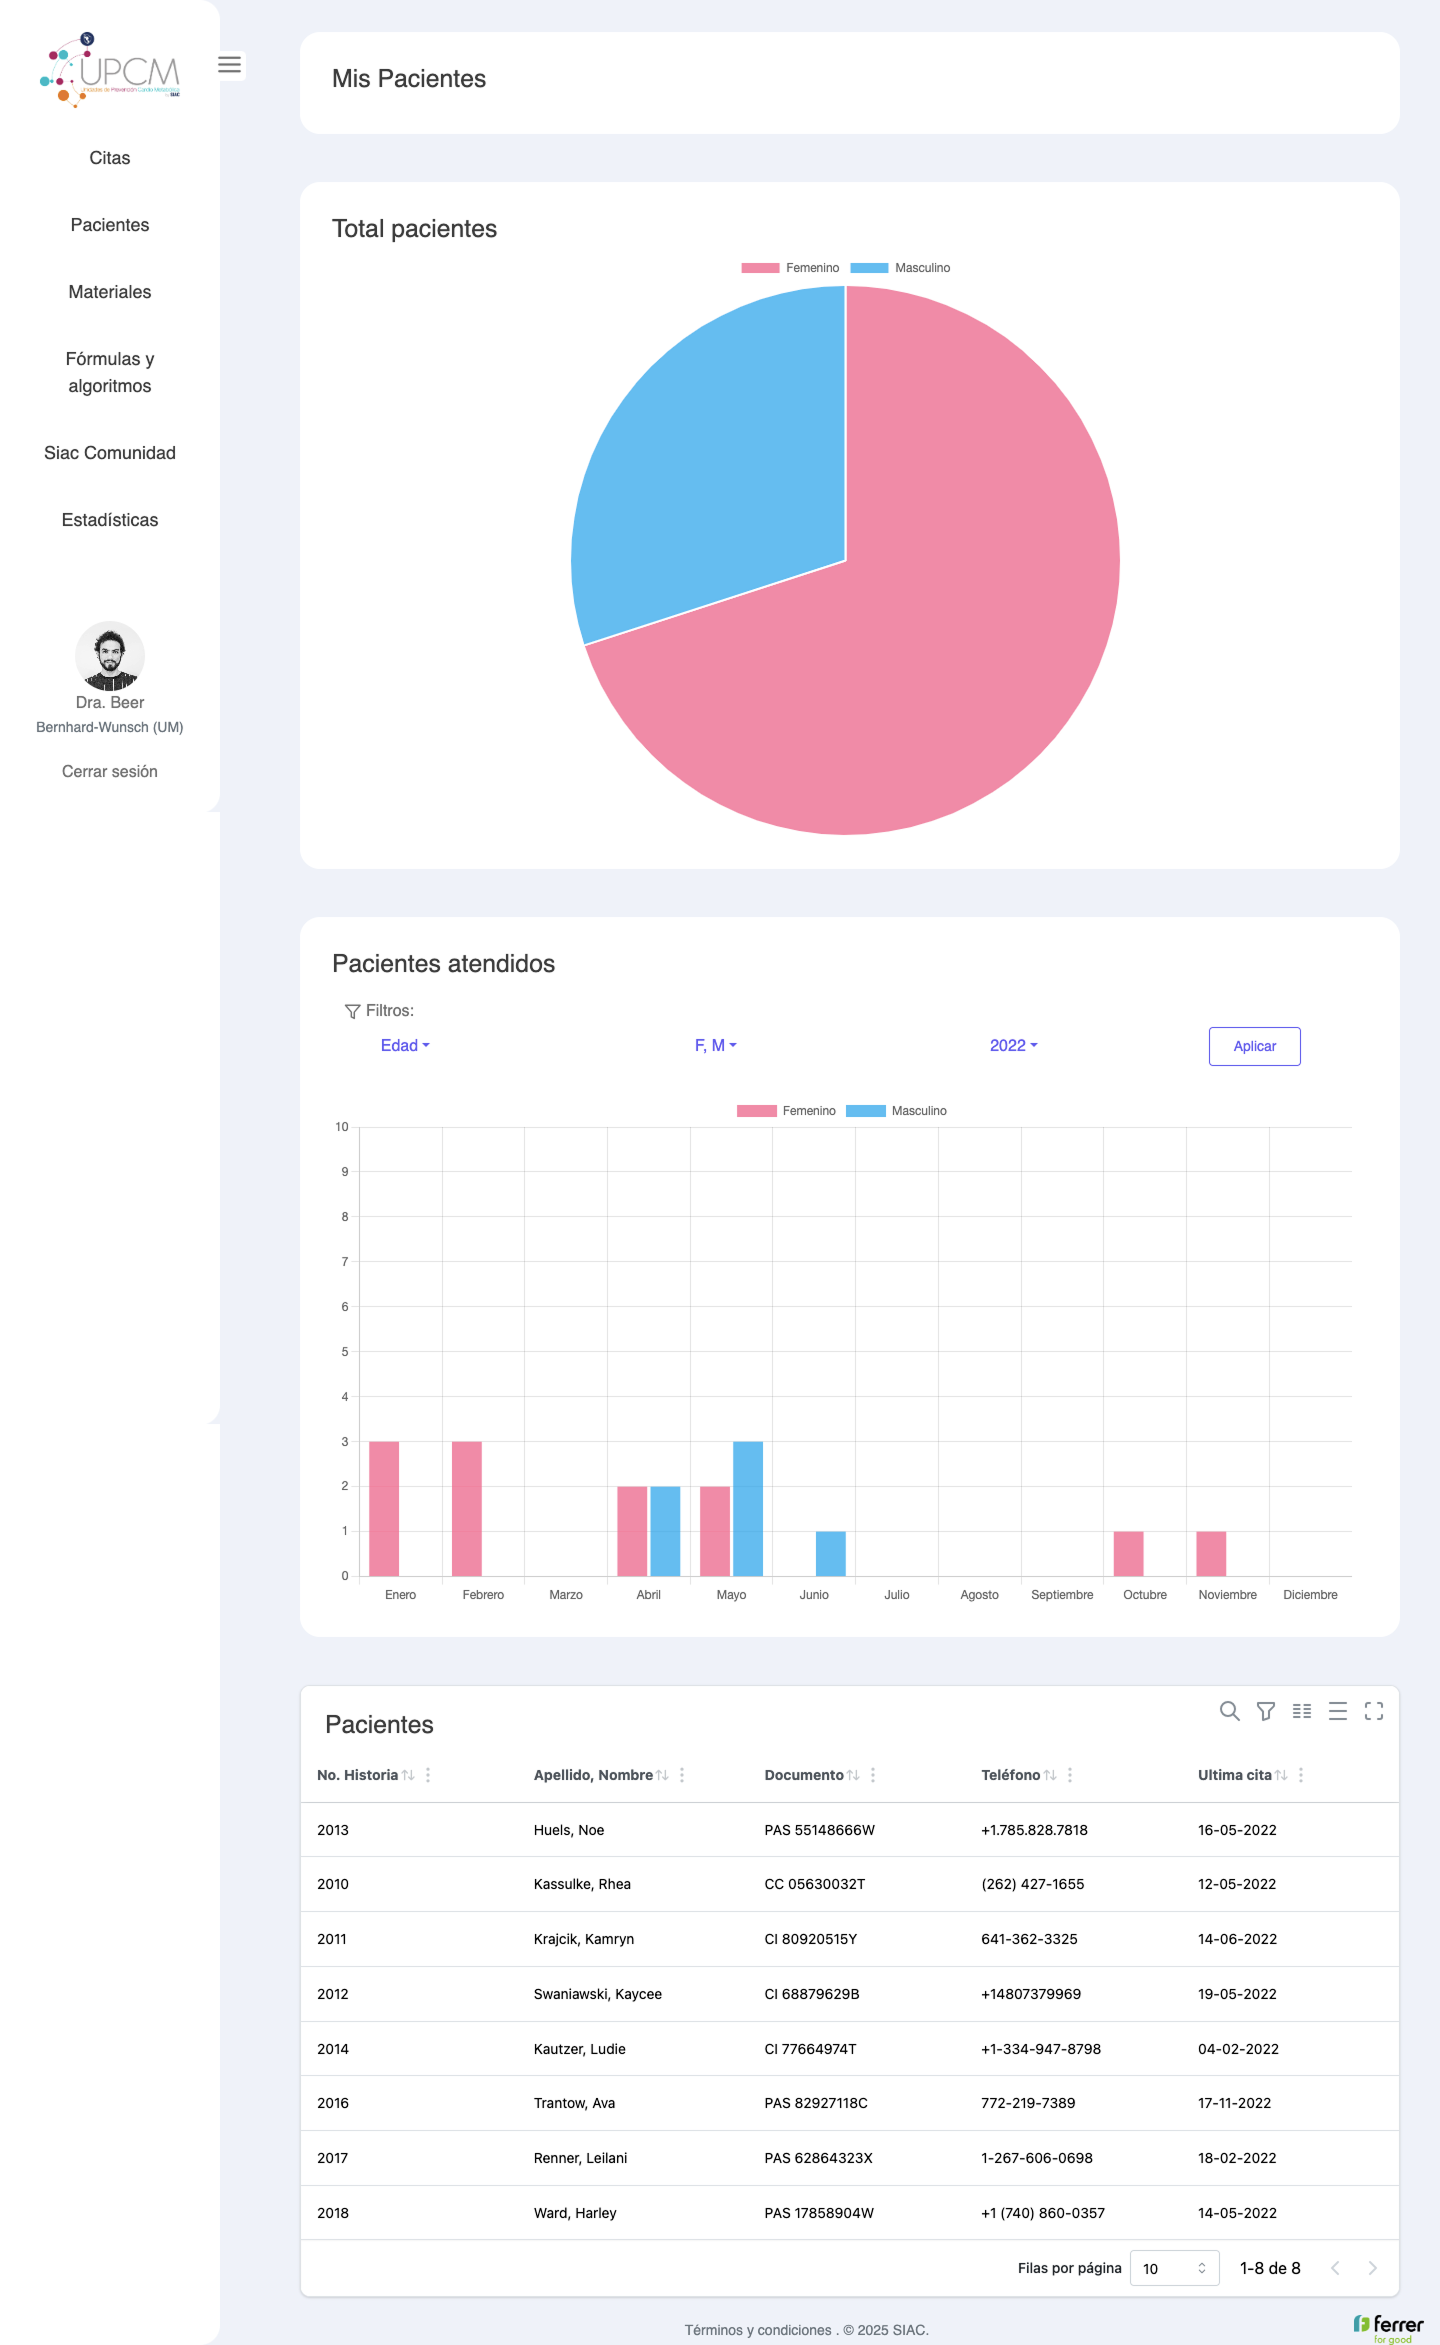 UPCM
Unidades de Prevención Cardio Metabólica
SIAC
Citas
Pacientes
Materiales
Fórmulas y
algoritmos
Siac Comunidad
Estadísticas
Dra. Beer
Bernhard-Wunsch (UM)
Cerrar sesión
Mis Pacientes
Total pacientes
Femenino Masculino
Pacientes atendidos
Filtros:
Edad F, M 2022 Aplicar
Femenino Masculino
10
9
8
7
6
5
4
3
2
1
0
Enero Febrero Marzo Abril Mayo Junio Julio Agosto Septiembre Octubre Noviembre Diciembre
Pacientes
No. Historia Apellido, Nombre Documento Teléfono Ultima cita
2013 Huels, Noe PAS 55148666W +1.785.828.7818 16-05-2022
2010 Kassulke, Rhea CC 05630032T (262) 427-1655 12-05-2022
2011 Krajcik, Kamryn CI 80920515Y 641-362-3325 14-06-2022
2012 Swaniawski, Kaycee CI 68879629B +14807379969 19-05-2022
2014 Kautzer, Ludie CI 77664974T +1-334-947-8798 04-02-2022
2016 Trantow, Ava PAS 82927118C 772-219-7389 17-11-2022
2017 Renner, Leilani PAS 62864323X 1-267-606-0698 18-02-2022
2018 Ward, Harley PAS 17858904W +1 (740) 860-0357 14-05-2022
Filas por página 10 1-8 de 8
Términos y condiciones . © 2025 SIAC.
ferrer
for good